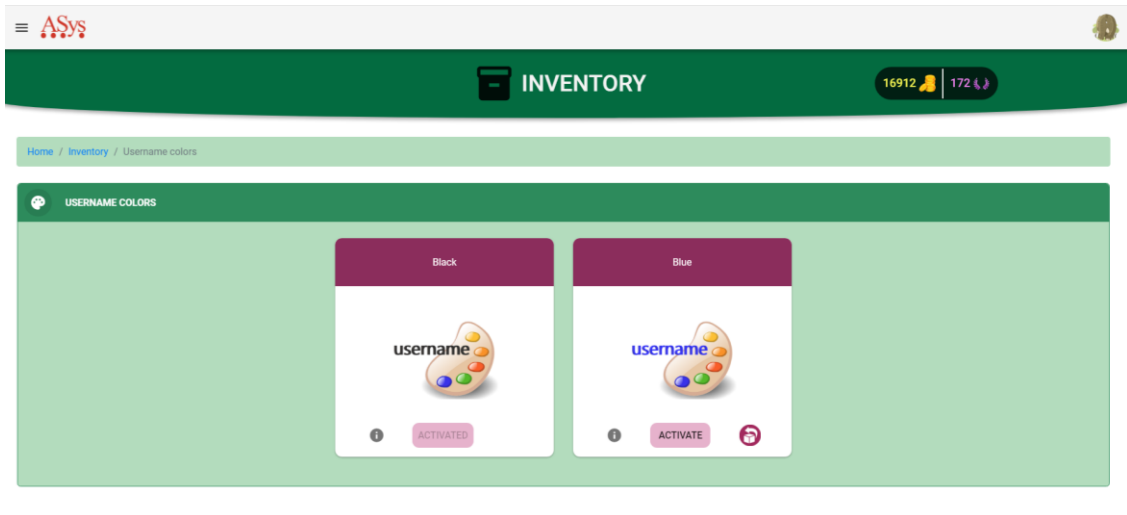 ASys
INVENTORY
16912 172
Home / Inventory / Username colors
USERNAME COLORS
Black
username
ACTIVATED
Blue
username
ACTIVATE